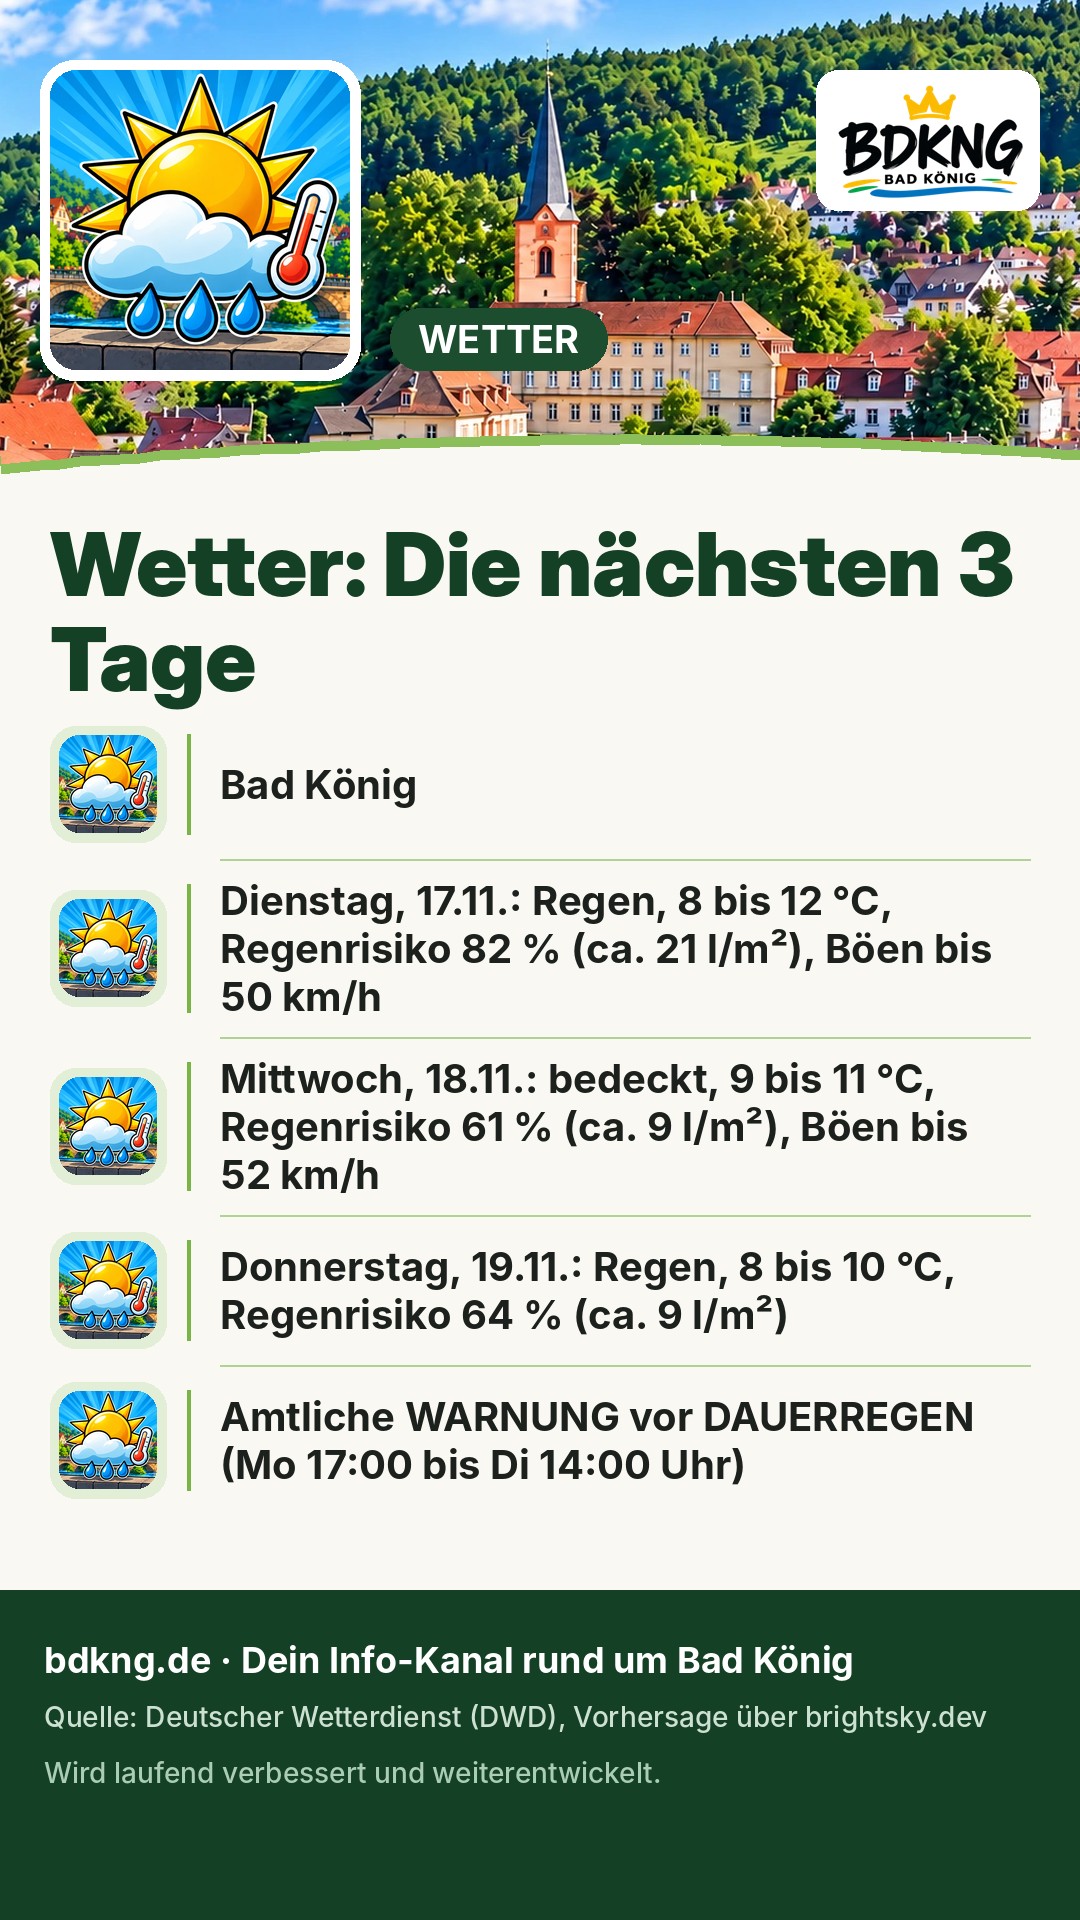 BDKNG
BAD KÖNIG
WETTER
Wetter: Die nächsten 3
Tage
Bad König
Dienstag, 17.11.: Regen, 8 bis 12 °C,
Regenrisiko 82 % (ca. 21 l/m²), Böen bis
50 km/h
Mittwoch, 18.11.: bedeckt, 9 bis 11 °C,
Regenrisiko 61 % (ca. 9 l/m²), Böen bis
52 km/h
Donnerstag, 19.11.: Regen, 8 bis 10 °C,
Regenrisiko 64 % (ca. 9 l/m²)
Amtliche WARNUNG vor DAUERREGEN
(Mo 17:00 bis Di 14:00 Uhr)
bdkng.de · Dein Info-Kanal rund um Bad König
Quelle: Deutscher Wetterdienst (DWD), Vorhersage über brightsky.dev
Wird laufend verbessert und weiterentwickelt.